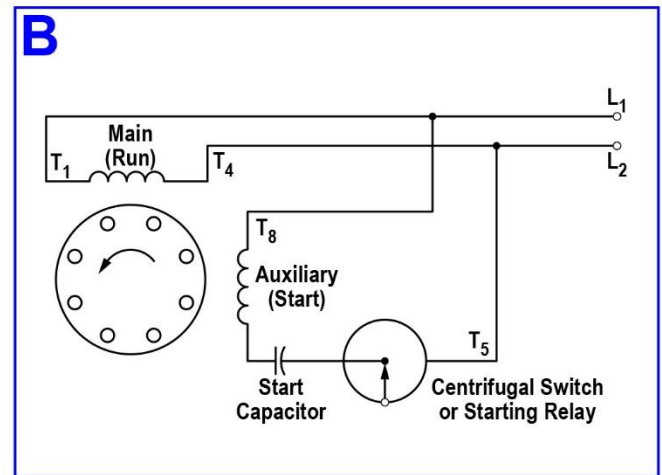 B
L1
Main
(Run)
T1
T4
L2
T8
Auxiliary
(Start)
T5
Start
Capacitor
Centrifugal Switch
or Starting Relay